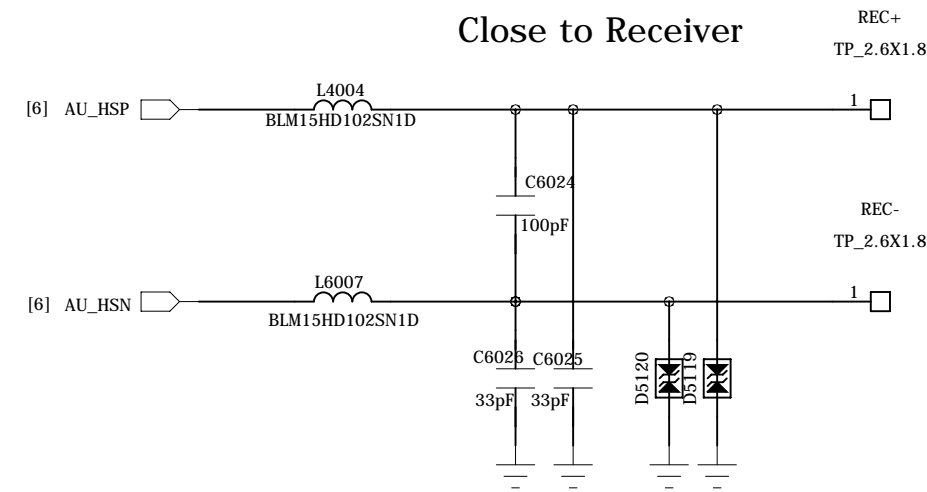 Close to Receiver
REC+
TP_2.6X1.8
L4004
[6] AU_HSP
1
BLM15HD102SN1D
C6024
100pF
REC-
TP_2.6X1.8
L6007
[6] AU_HSN
1
BLM15HD102SN1D
C6026 C6025
33pF 33pF
D5120
D5119